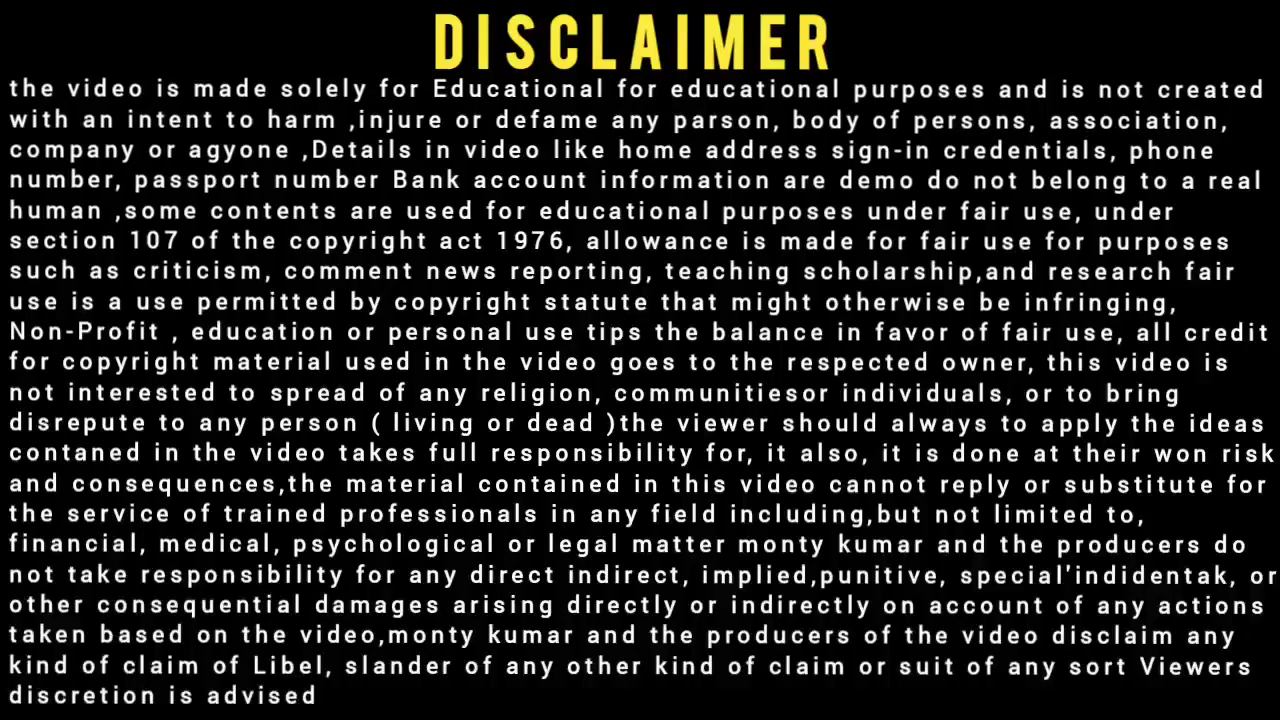 DISCLAIMER
the video is made solely for Educational for educational purposes and is not created
with an intent to harm ,injure or defame any parson, body of persons, association,
company or agyone ,Details in video like home address sign-in credentials, phone
number, passport number Bank account information are demo do not belong to a real
human ,some contents are used for educational purposes under fair use, under
section 107 of the copyright act 1976, allowance is made for fair use for purposes
such as criticism, comment news reporting, teaching scholarship,and research fair
use is a use permitted by copyright statute that might otherwise be infringing,
Non-Profit , education or personal use tips the balance in favor of fair use, all credit
for copyright material used in the video goes to the respected owner, this video is
not interested to spread of any religion, communitiesor individuals, or to bring
disrepute to any person ( living or dead )the viewer should always to apply the ideas
contaned in the video takes full responsibility for, it also, it is done at their won risk
and consequences,the material contained in this video cannot reply or substitute for
the service of trained professionals in any field including,but not limited to,
financial, medical, psychological or legal matter monty kumar and the producers do
not take responsibility for any direct indirect, implied,punitive, special'indidentak, or
other consequential damages arising directly or indirectly on account of any actions
taken based on the video,monty kumar and the producers of the video disclaim any
kind of claim of Libel, slander of any other kind of claim or suit of any sort Viewers
discretion is advised